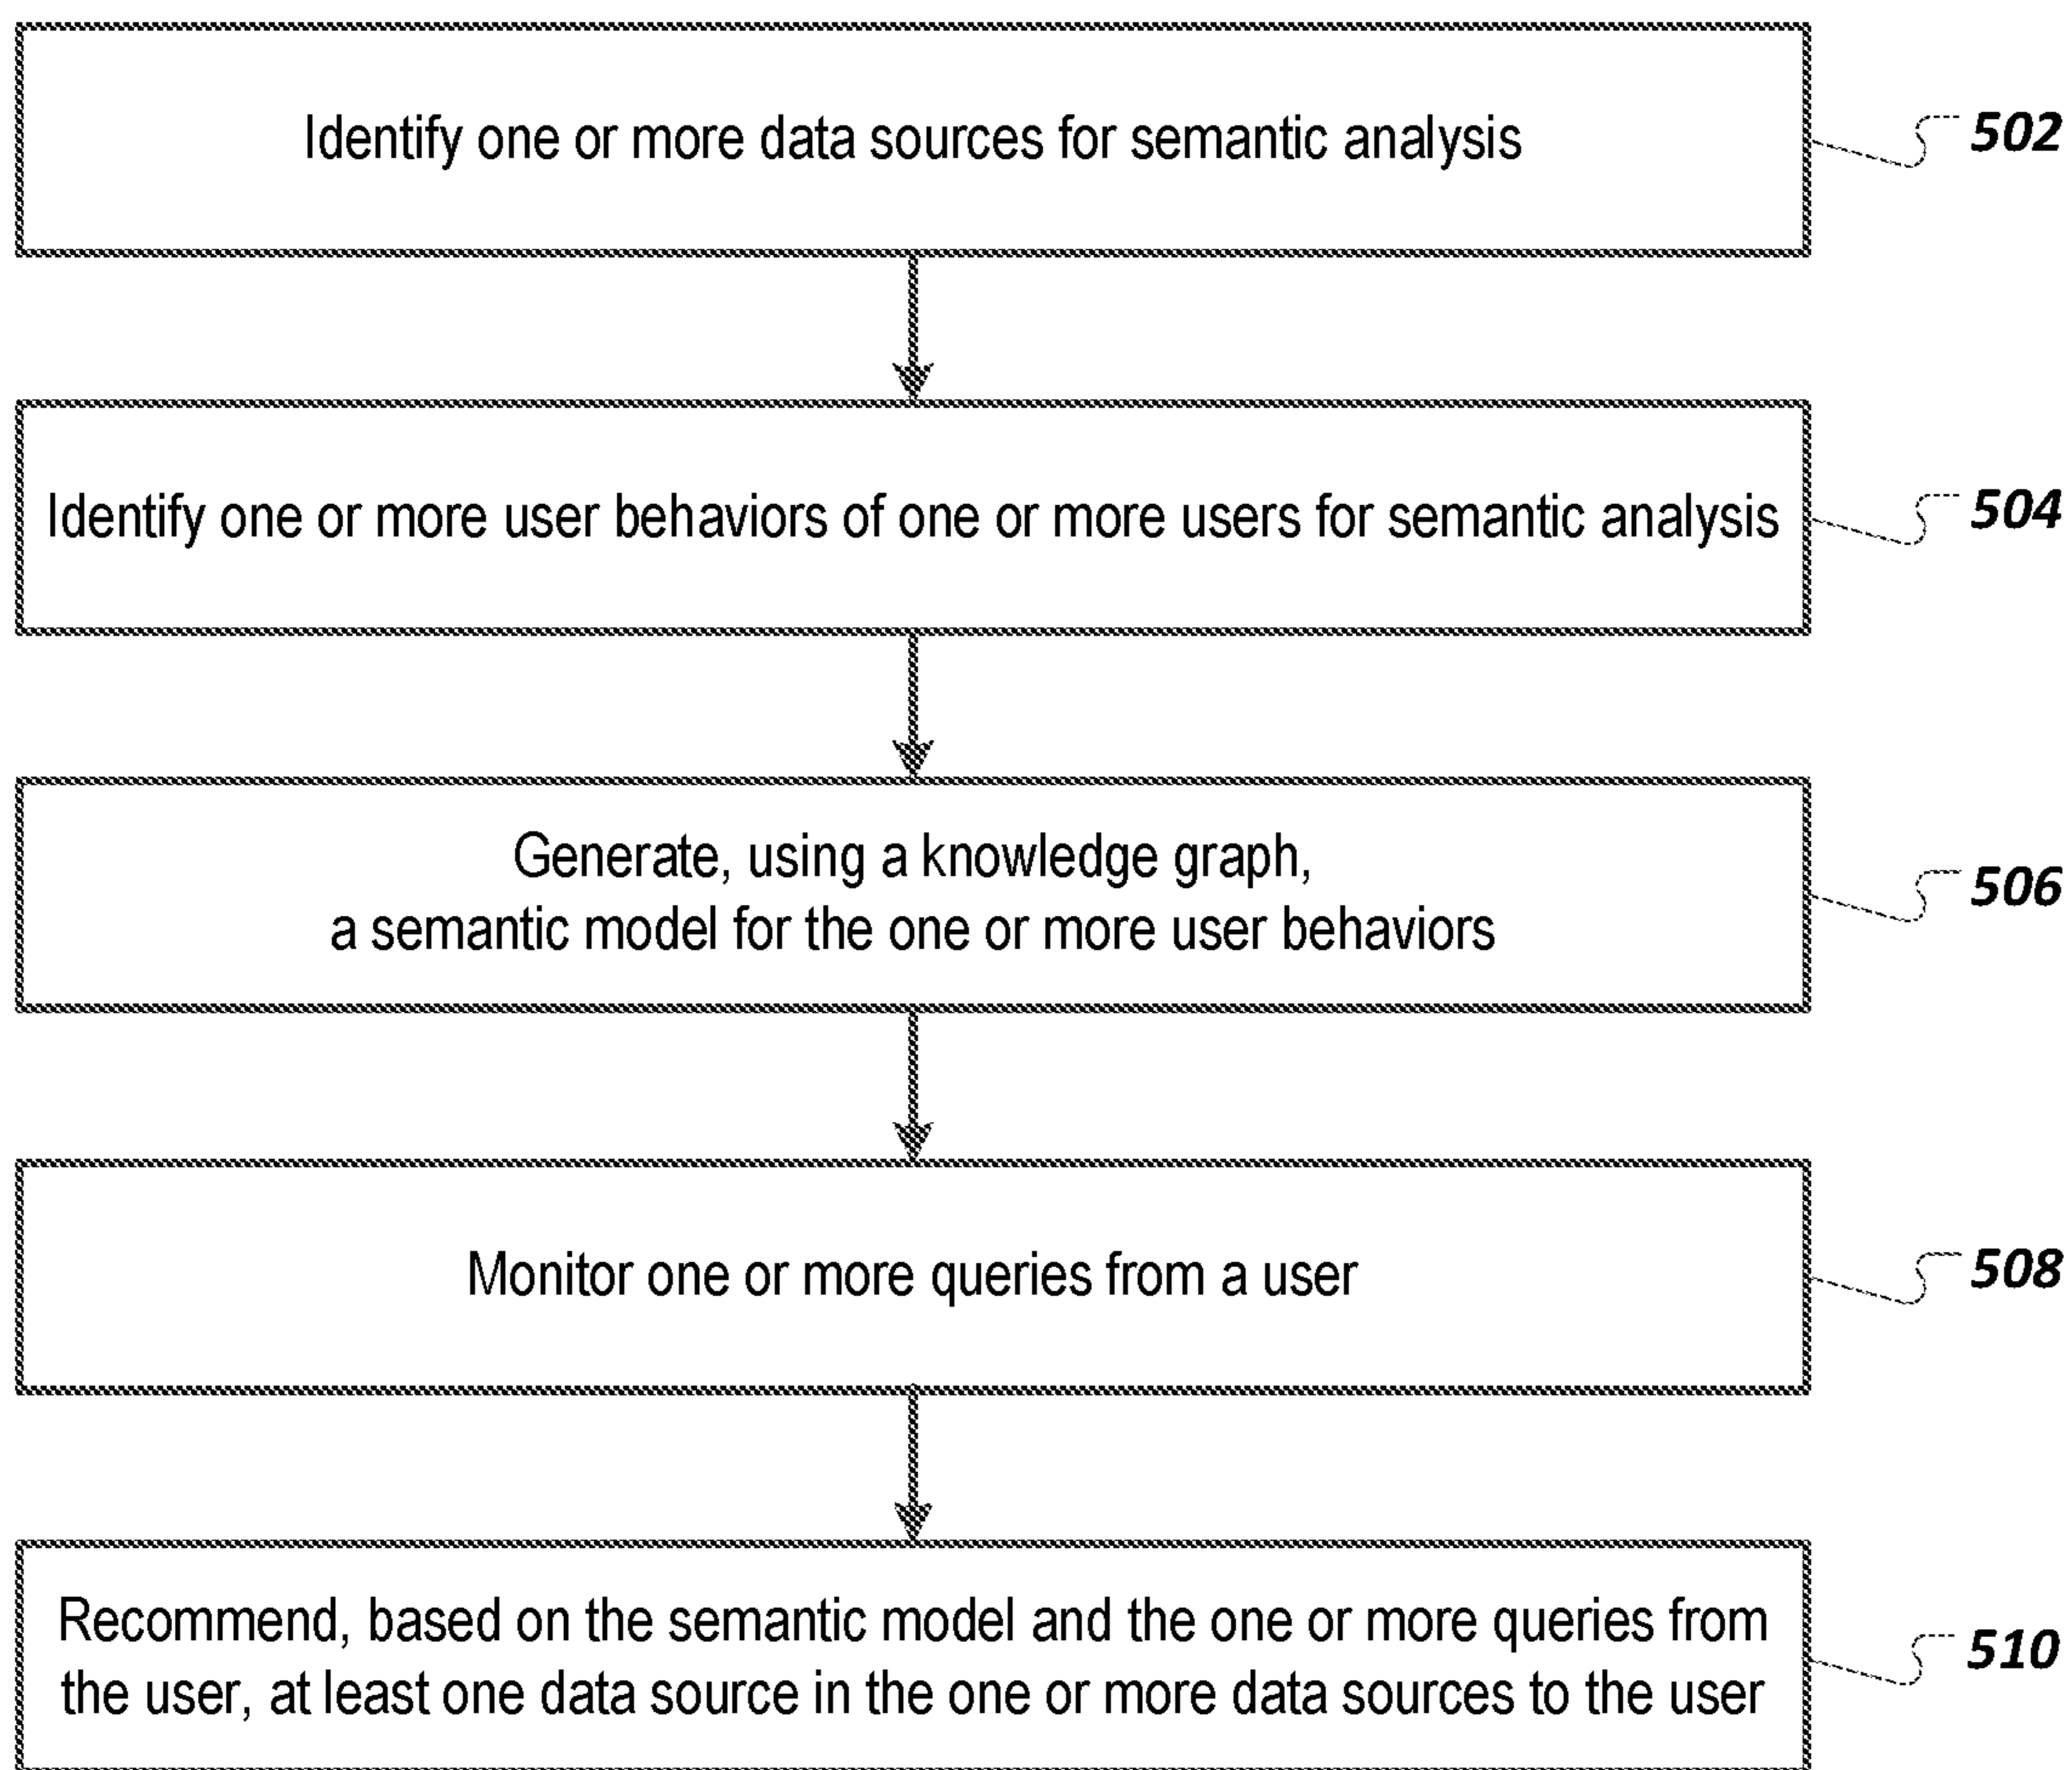 Identify one or more data sources for semantic analysis
502
Identify one or more user behaviors of one or more users for semantic analysis
504
Generate, using a knowledge graph,
a semantic model for the one or more user behaviors
506
Monitor one or more queries from a user
508
Recommend, based on the semantic model and the one or more queries from
the user, at least one data source in the one or more data sources to the user
510